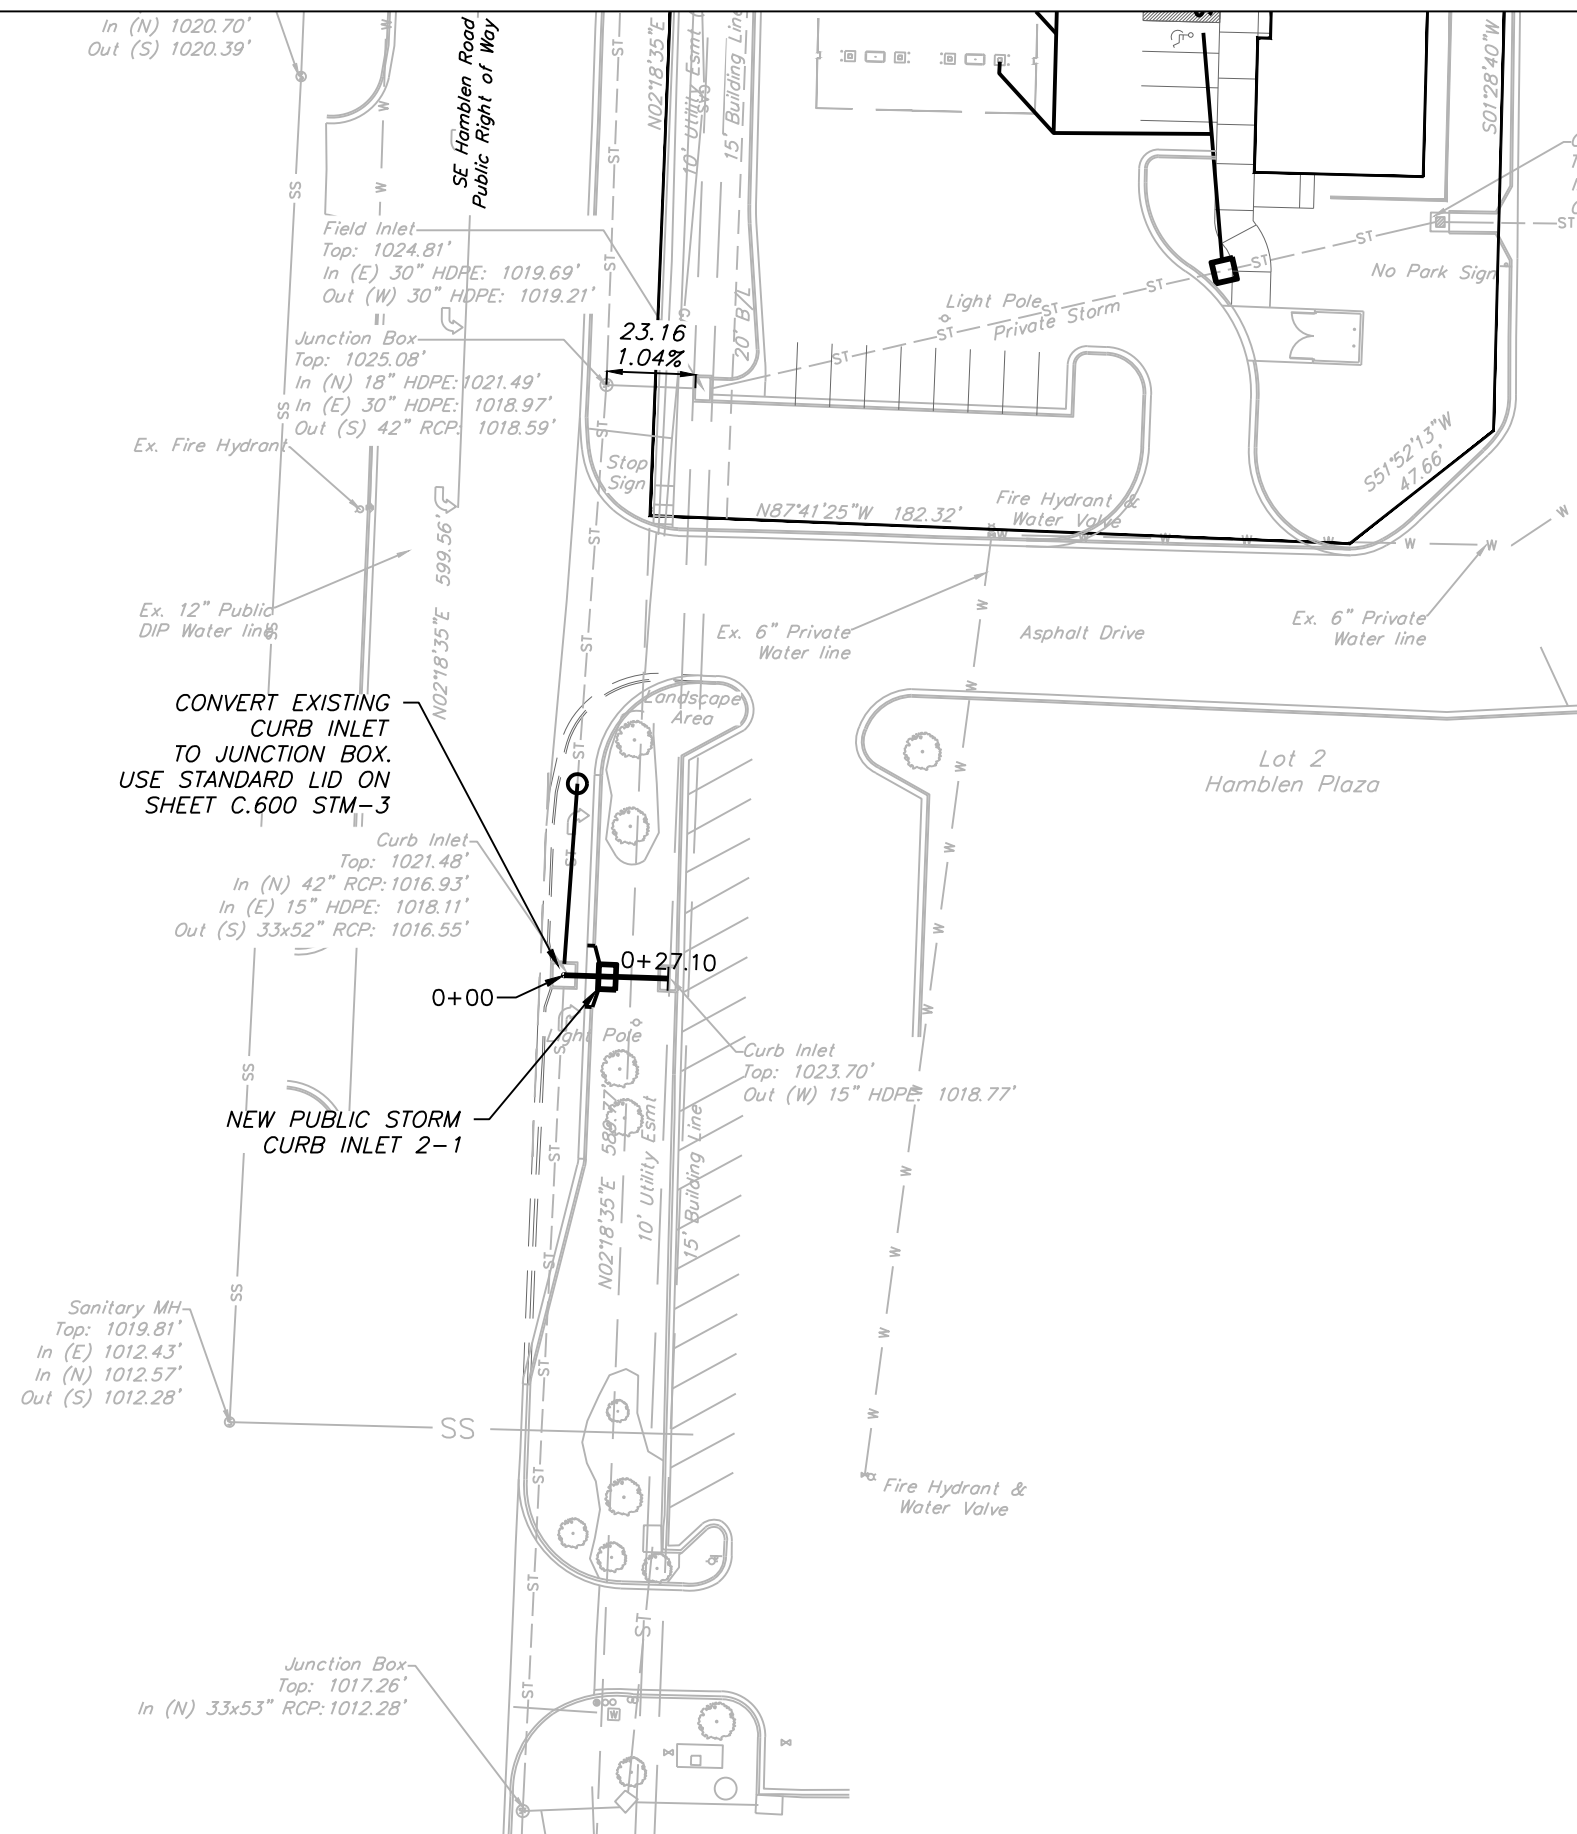 In (N) 1020.70'
Out (S) 1020.39'
SE Hamblen Road
Public Right of Way
N02°18'35"E
10' Utility Esmt
GAS
15' Building Line
S01°28'40"W
Field Inlet
Top: 1024.81'
In (E) 30" HDPE: 1019.69'
Out (W) 30" HDPE: 1019.21'
Junction Box
Top: 1025.08'
In (N) 18" HDPE: 1021.49'
In (E) 30" HDPE: 1018.97'
Out (S) 42" RCP: 1018.59'
23.16
1.04%
20' B/L
Light Pole
Private Storm
No Park Sign
Ex. Fire Hydrant
Stop
Sign
N87°41'25"W 182.32'
Fire Hydrant &
Water Valve
S51°52'13"W
47.66'
N02°18'35"E 599.56'
Ex. 12" Public
DIP Water line
Ex. 6" Private
Water line
Asphalt Drive
Ex. 6" Private
Water line
CONVERT EXISTING
CURB INLET
TO JUNCTION BOX.
USE STANDARD LID ON
SHEET C.600 STM-3
Landscape
Area
Lot 2
Hamblen Plaza
Curb Inlet
Top: 1021.48'
In (N) 42" RCP: 1016.93'
In (E) 15" HDPE: 1018.11'
Out (S) 33x52" RCP: 1016.55'
0+27.10
0+00
Light Pole
Curb Inlet
Top: 1023.70'
Out (W) 15" HDPE: 1018.77'
NEW PUBLIC STORM
CURB INLET 2-1
N02°18'35"E 589.77'
10' Utility Esmt
15' Building Line
Sanitary MH
Top: 1019.81'
In (E) 1012.43'
In (N) 1012.57'
Out (S) 1012.28'
SS
Fire Hydrant &
Water Valve
ST
Junction Box
Top: 1017.26'
In (N) 33x53" RCP: 1012.28'
W